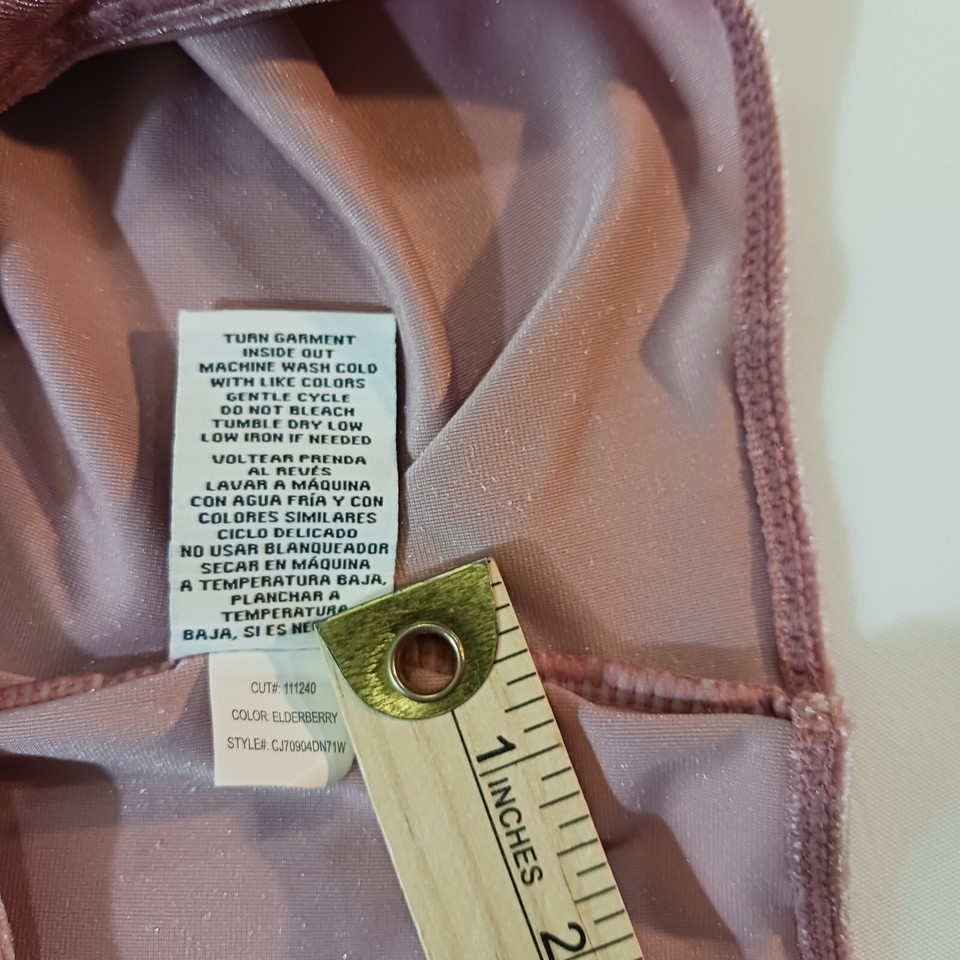 TURN GARMENT
INSIDE OUT
MACHINE WASH COLD
WITH LIKE COLORS
GENTLE CYCLE
DO NOT BLEACH
TUMBLE DRY LOW
LOW IRON IF NEEDED
VOLTEAR PRENDA
AL REVÉS
LAVAR A MÁQUINA
CON AGUA FRÍA Y CON
COLORES SIMILARES
CICLO DELICADO
NO USAR BLANQUEADOR
SECAR EN MÁQUINA
A TEMPERATURA BAJA,
PLANCHAR A
TEMPERATURA
BAJA, SI ES
CUT#: 111240
COLOR: ELDERBERRY
STYLE#: CJ70904DN71W
1
INCHES
2